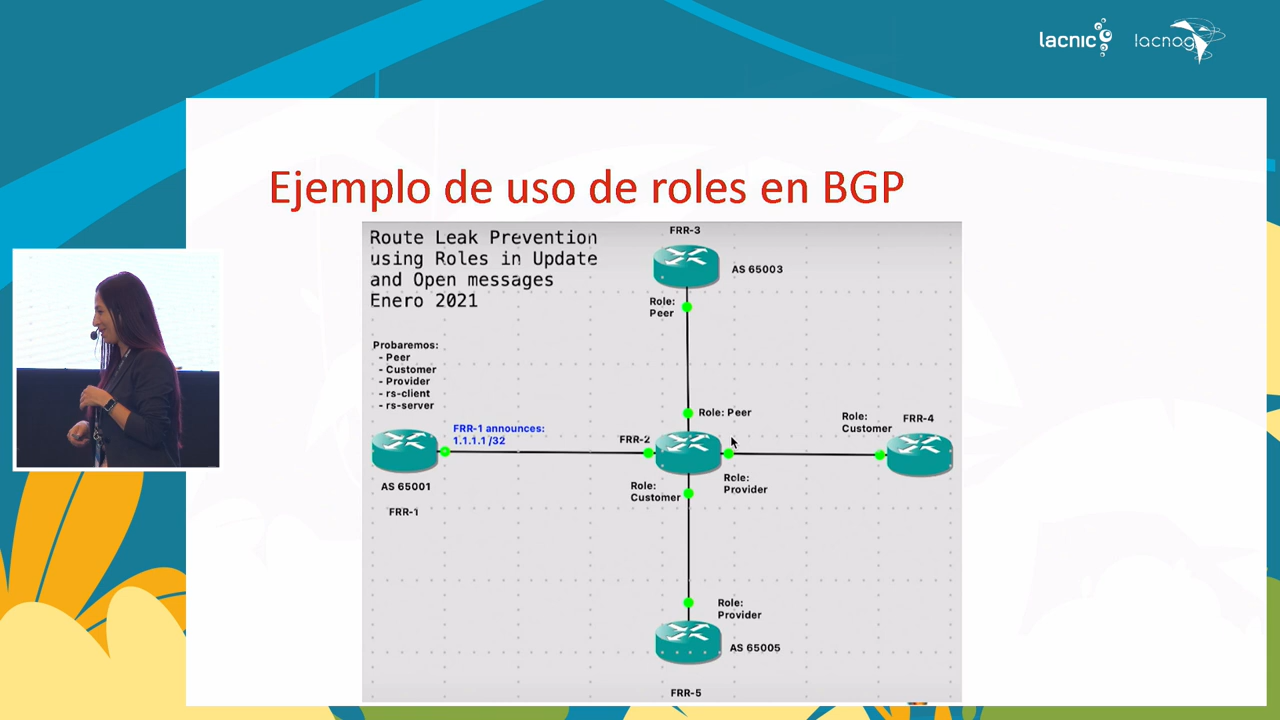 lacnic
lacnog
Ejemplo de uso de roles en BGP
Route Leak Prevention
using Roles in Update
and Open messages
Enero 2021
FRR-3
AS 65003
Role:
Peer
Probaremos:
- Peer
- Customer
- Provider
- rs-client
- rs-server
FRR-1 announces:
1.1.1.1 /32
Role: Peer
FRR-2
Role:
Customer
FRR-4
AS 65001
FRR-1
Role:
Customer
Role:
Provider
Role:
Provider
AS 65005
FRR-5